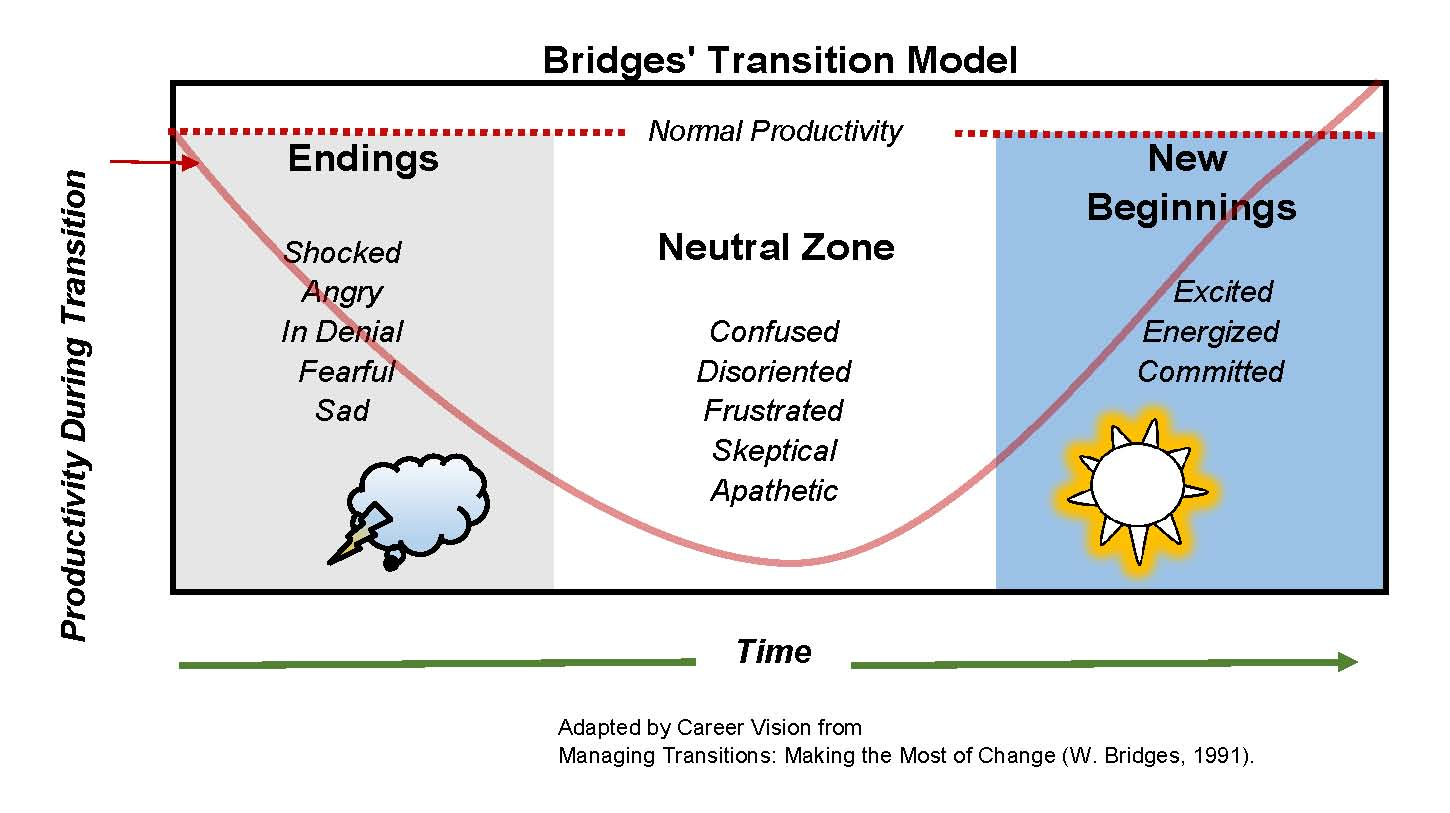 Bridges' Transition Model
Normal Productivity
Productivity During Transition
Endings
Shocked
Angry
In Denial
Fearful
Sad
Neutral Zone
Confused
Disoriented
Frustrated
Skeptical
Apathetic
New
Beginnings
Excited
Energized
Committed
Time
Adapted by Career Vision from
Managing Transitions: Making the Most of Change (W. Bridges, 1991).